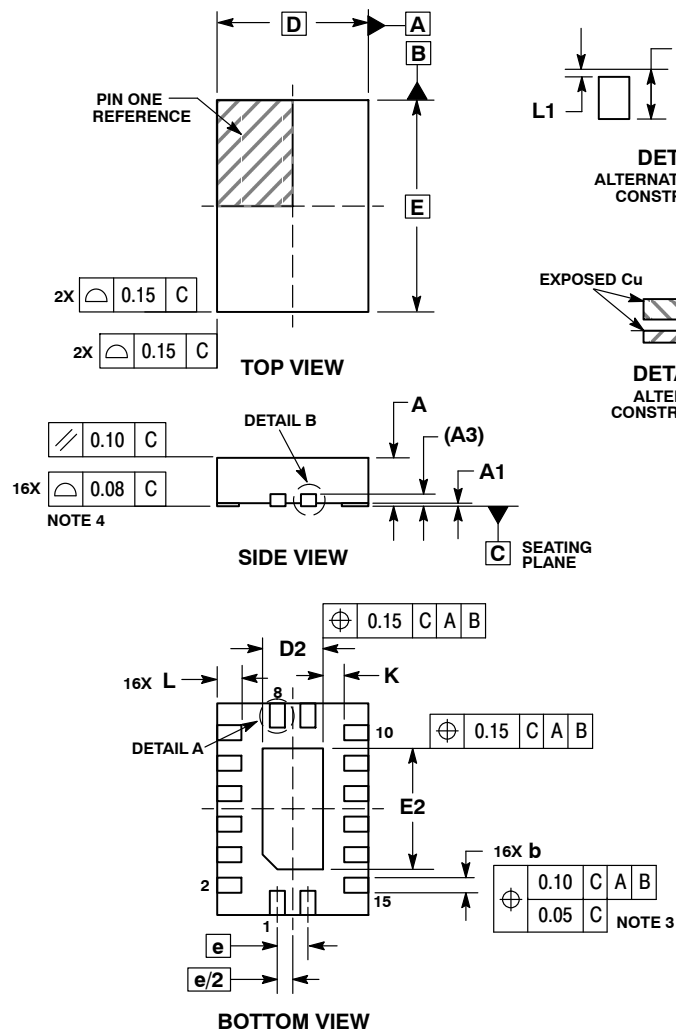 D
A
B
PIN ONE
REFERENCE
L1
DET
ALTERNAT
CONSTR
E
EXPOSED Cu
2X 0.15 C
2X 0.15 C
TOP VIEW
DETA
ALTER
CONSTR
A
DETAIL B
(A3)
// 0.10 C
A1
16X 0.08 C
NOTE 4
C SEATING
PLANE
SIDE VIEW
⌖ 0.15 C A B
D2
16X L
K
8
10
⌖ 0.15 C A B
DETAIL A
E2
16X b
2
15
⌖ 0.10 C A B
0.05 C NOTE 3
1
e
e/2
BOTTOM VIEW